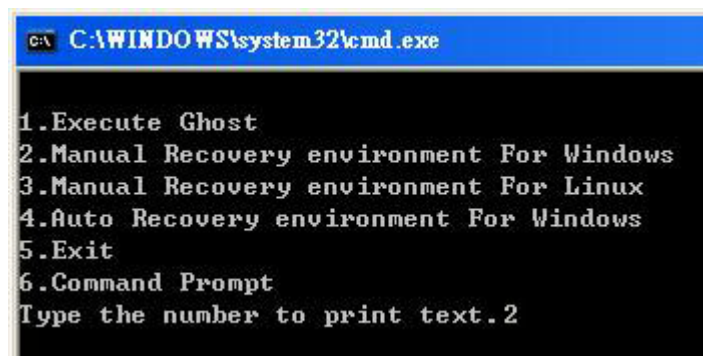 C:\WINDOWS\system32\cmd.exe
1.Execute Ghost
2.Manual Recovery environment For Windows
3.Manual Recovery environment For Linux
4.Auto Recovery environment For Windows
5.Exit
6.Command Prompt
Type the number to print text.2